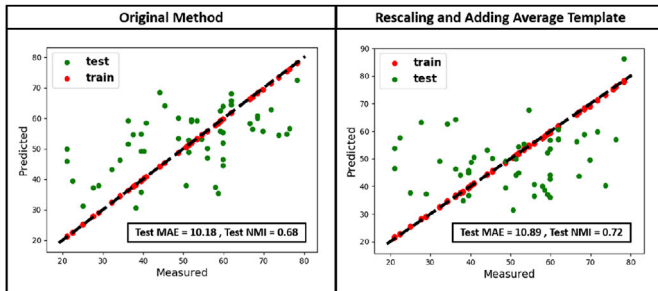 Original Method
Rescaling and Adding Average Template
test
train
80
70
60
50
40
30
20
Predicted
20 30 40 50 60 70 80
Measured
Test MAE = 10.18 , Test NMI = 0.68
train
test
90
80
70
60
50
40
30
20
Predicted
20 30 40 50 60 70 80
Measured
Test MAE = 10.89 , Test NMI = 0.72